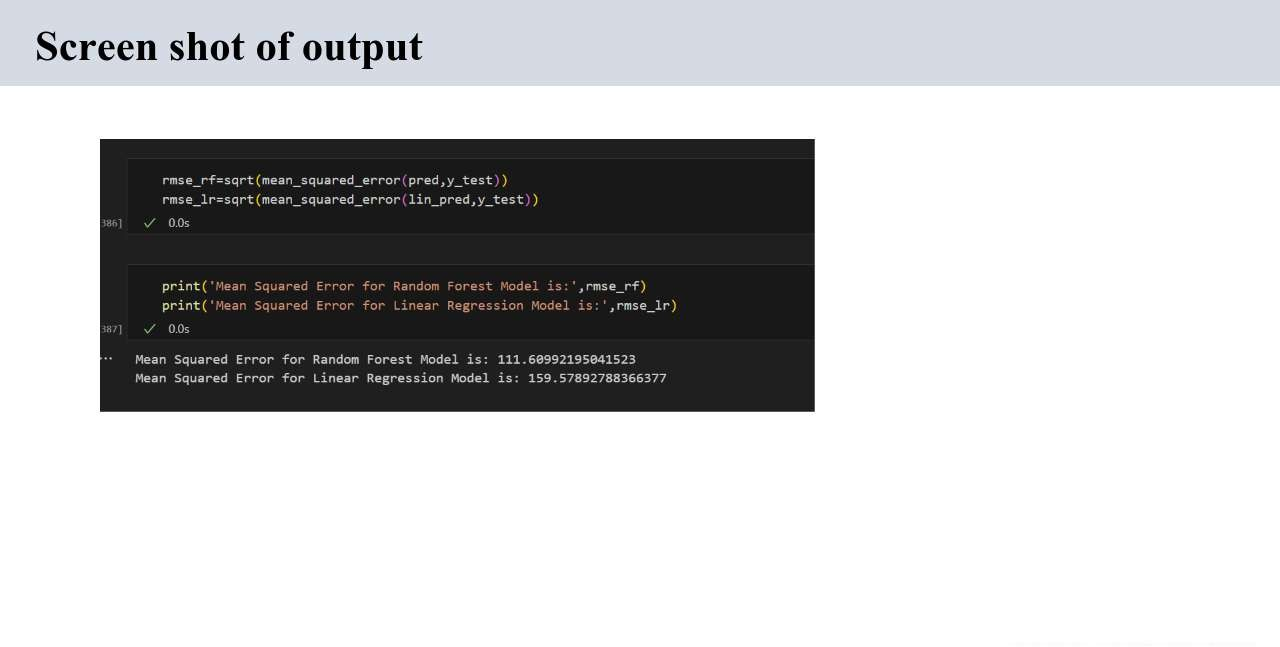 Screen shot of output
rmse_rf=sqrt(mean_squared_error(pred,y_test))
rmse_lr=sqrt(mean_squared_error(lin_pred,y_test))
386] ✓ 0.0s
print('Mean Squared Error for Random Forest Model is:',rmse_rf)
print('Mean Squared Error for Linear Regression Model is:',rmse_lr)
387] ✓ 0.0s
... Mean Squared Error for Random Forest Model is: 111.60992195041523
Mean Squared Error for Linear Regression Model is: 159.57892788366377